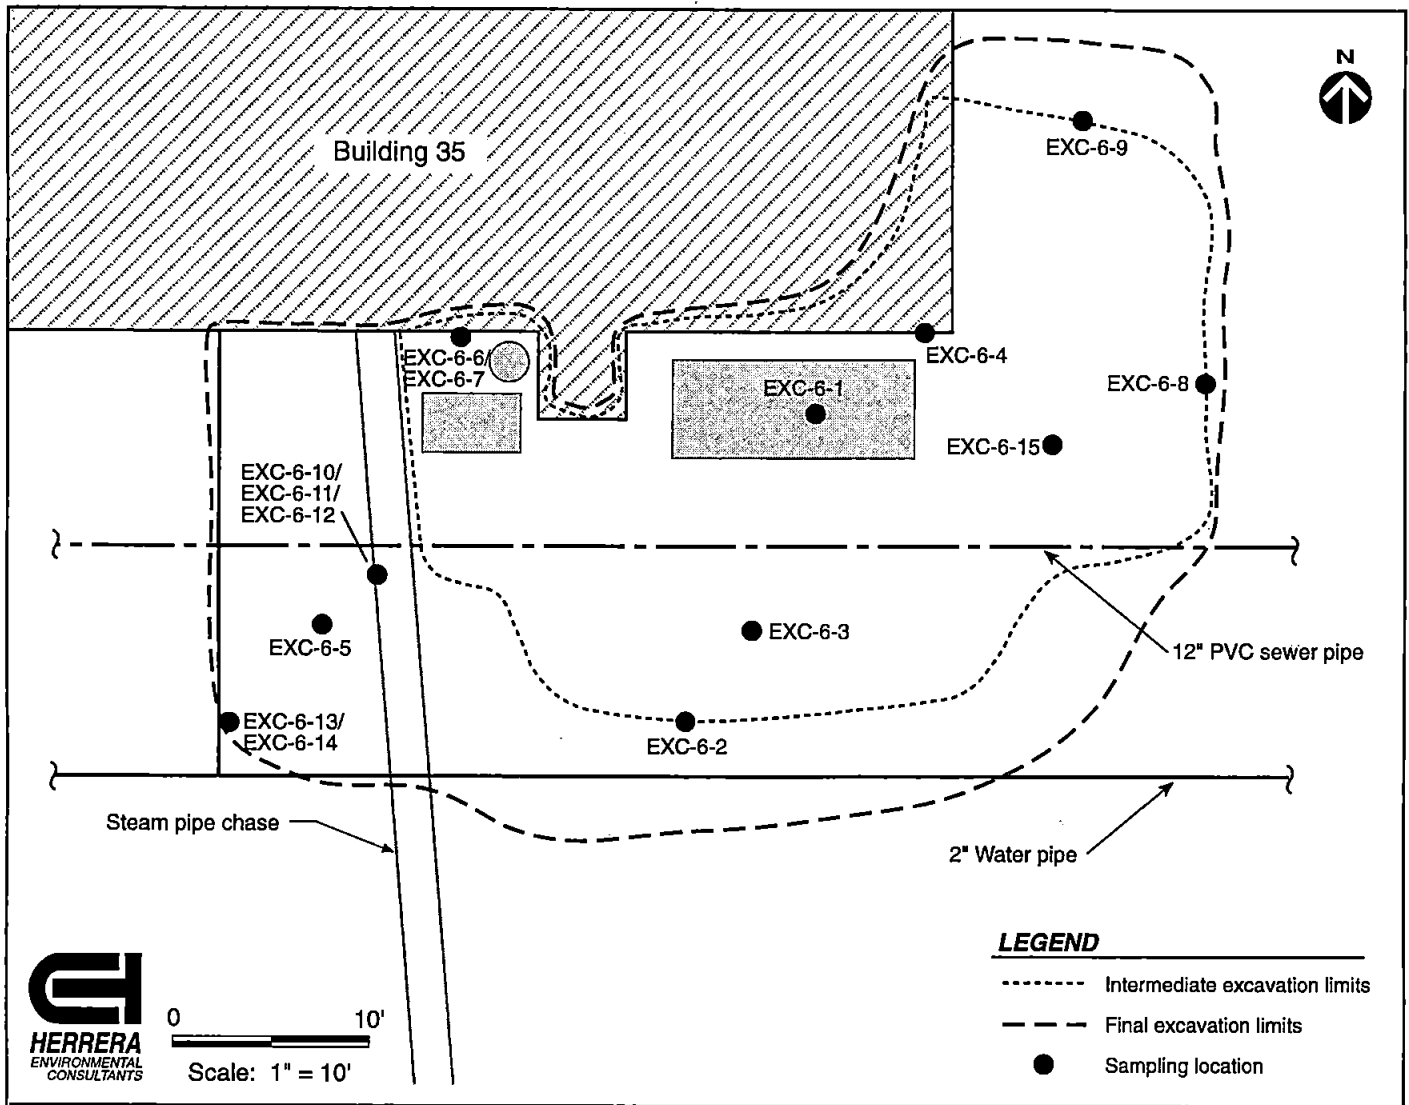 N
Building 35
EXC-6-9
EXC-6-4
EXC-6-6/
EXC-6-7
EXC-6-1
EXC-6-8
EXC-6-15
EXC-6-10/
EXC-6-11/
EXC-6-12
EXC-6-5
EXC-6-3
12" PVC sewer pipe
EXC-6-13/
EXC-6-14
EXC-6-2
Steam pipe chase
2" Water pipe
LEGEND
Intermediate excavation limits
Final excavation limits
Sampling location
HERRERA
ENVIRONMENTAL
CONSULTANTS
0 10'
Scale: 1" = 10'